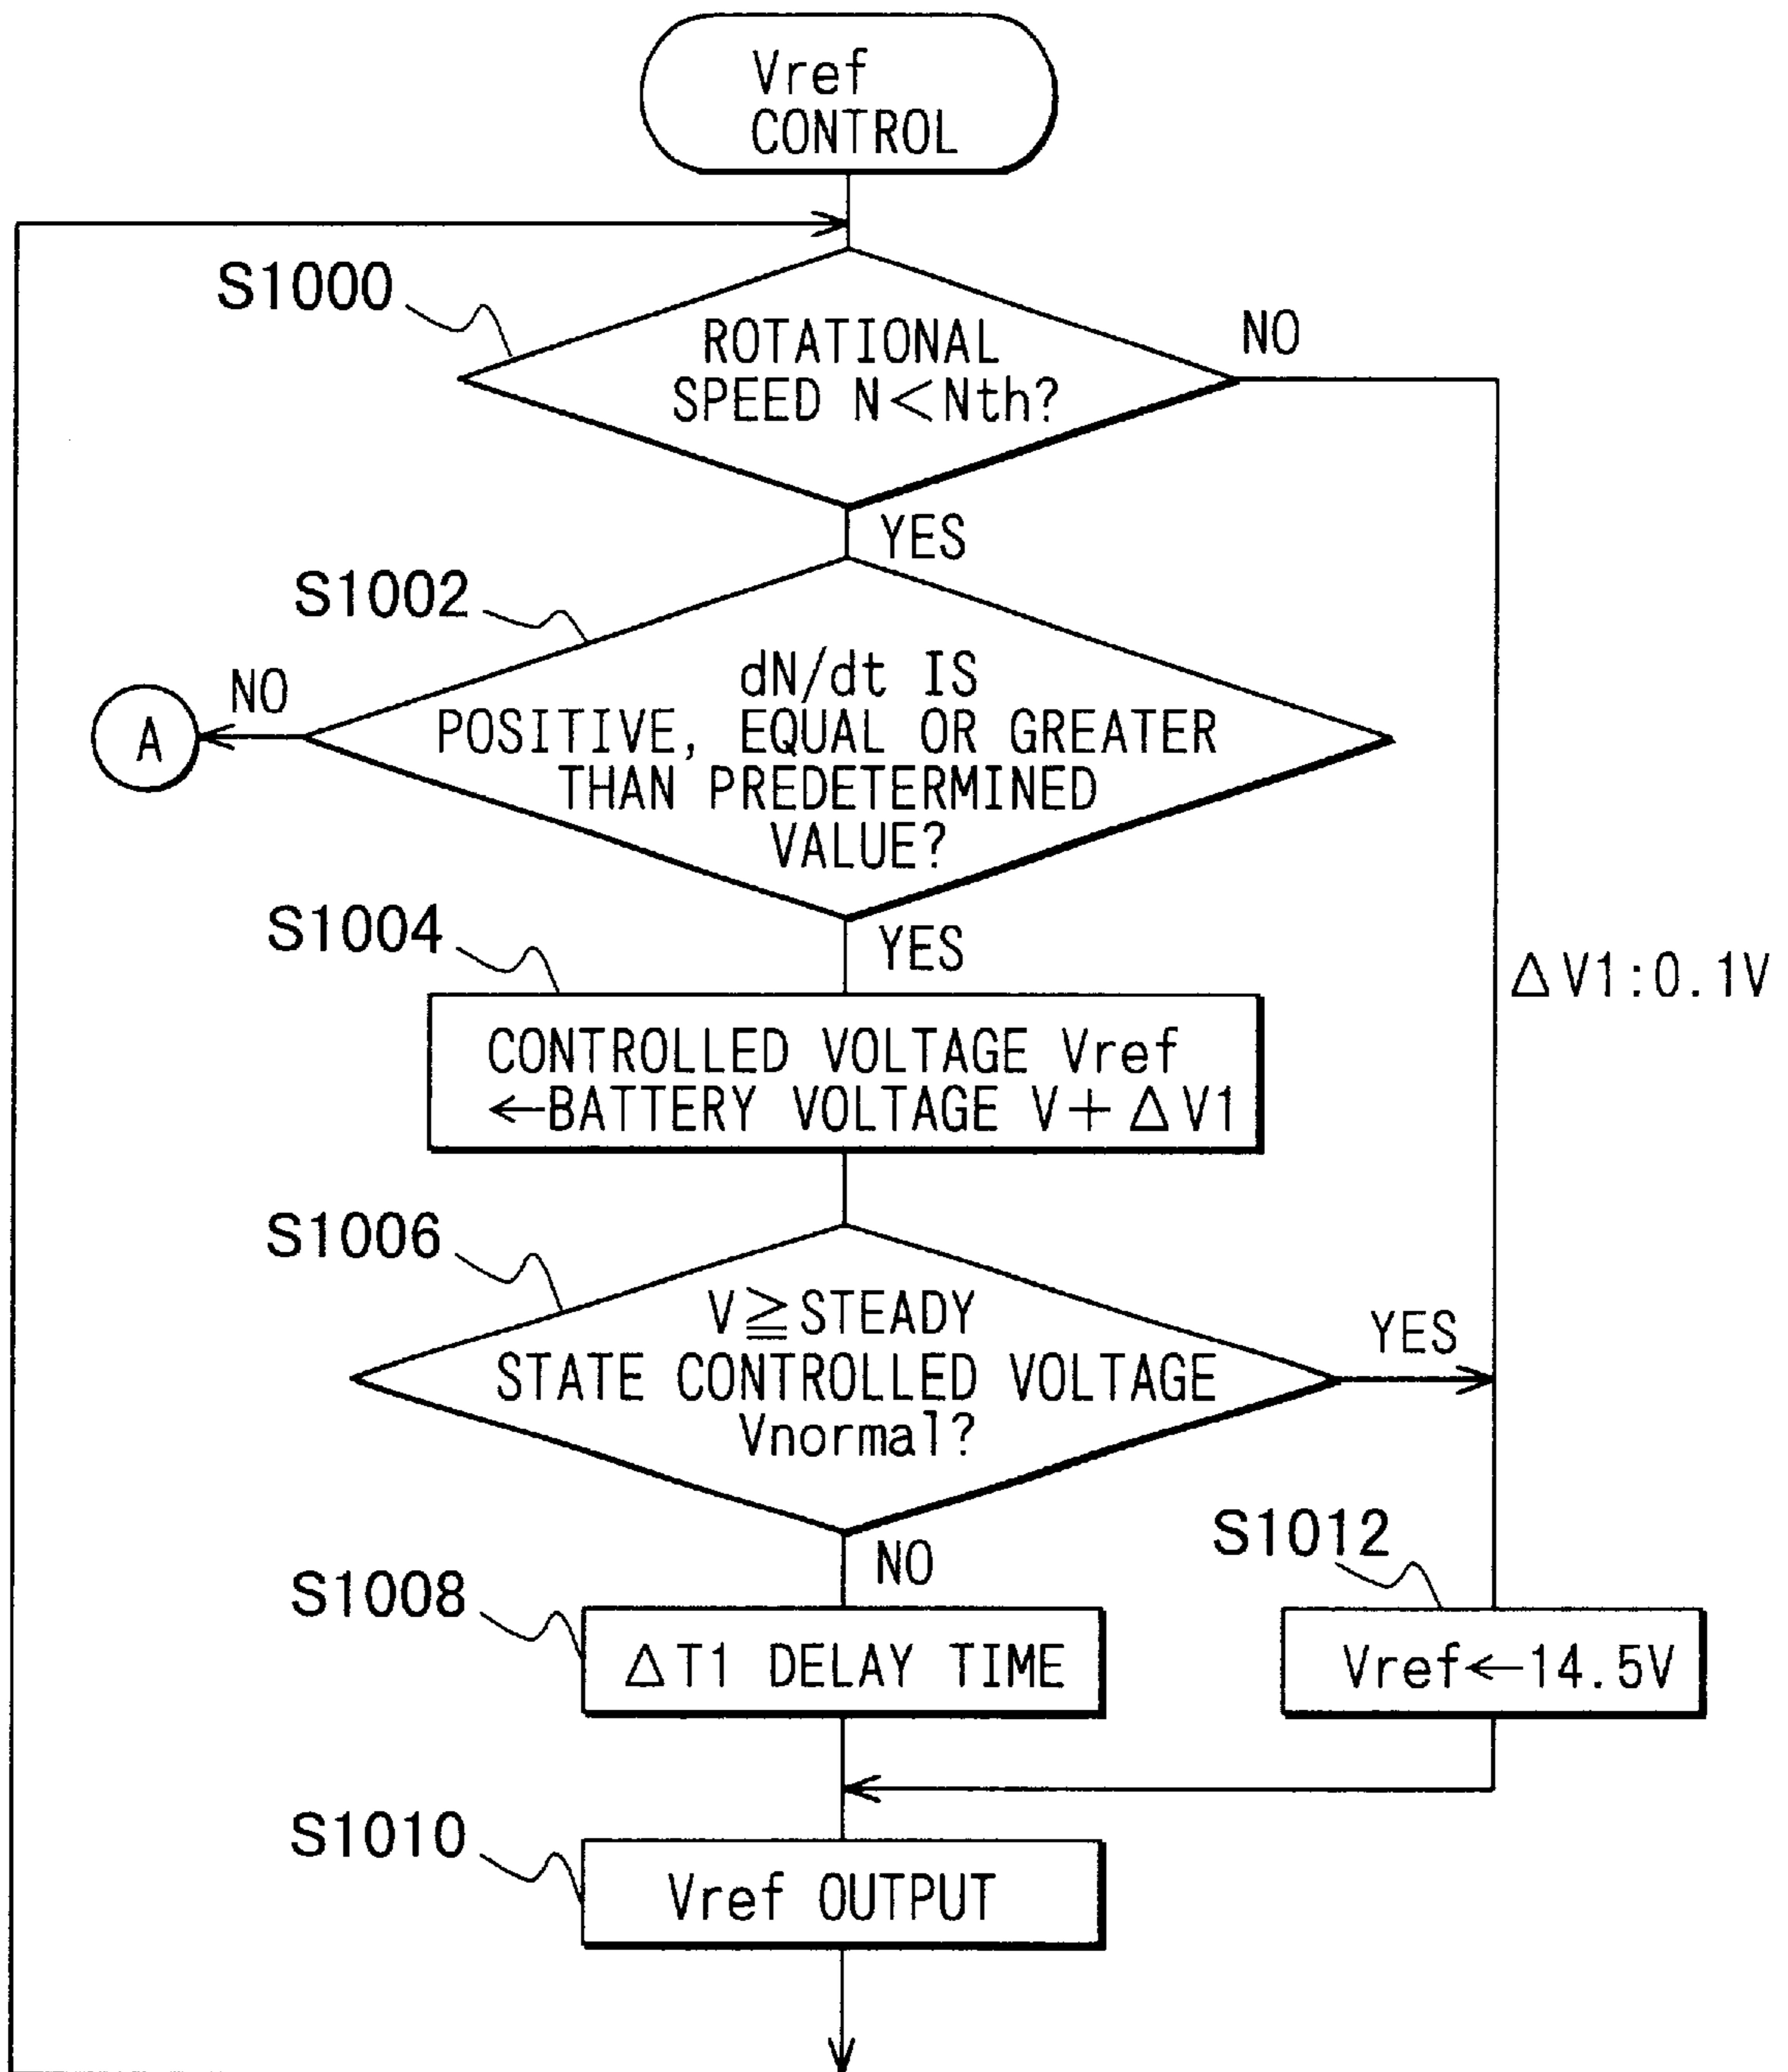 Vref
CONTROL
S1000
ROTATIONAL
SPEED N<Nth?
NO
YES
S1002
dN/dt IS
POSITIVE, EQUAL OR GREATER
THAN PREDETERMINED
VALUE?
NO
A
YES
S1004
ΔV1:0.1V
CONTROLLED VOLTAGE Vref
←BATTERY VOLTAGE V+ΔV1
S1006
V≧STEADY
STATE CONTROLLED VOLTAGE
Vnormal?
YES
NO
S1012
S1008
ΔT1 DELAY TIME
Vref←14.5V
S1010
Vref OUTPUT